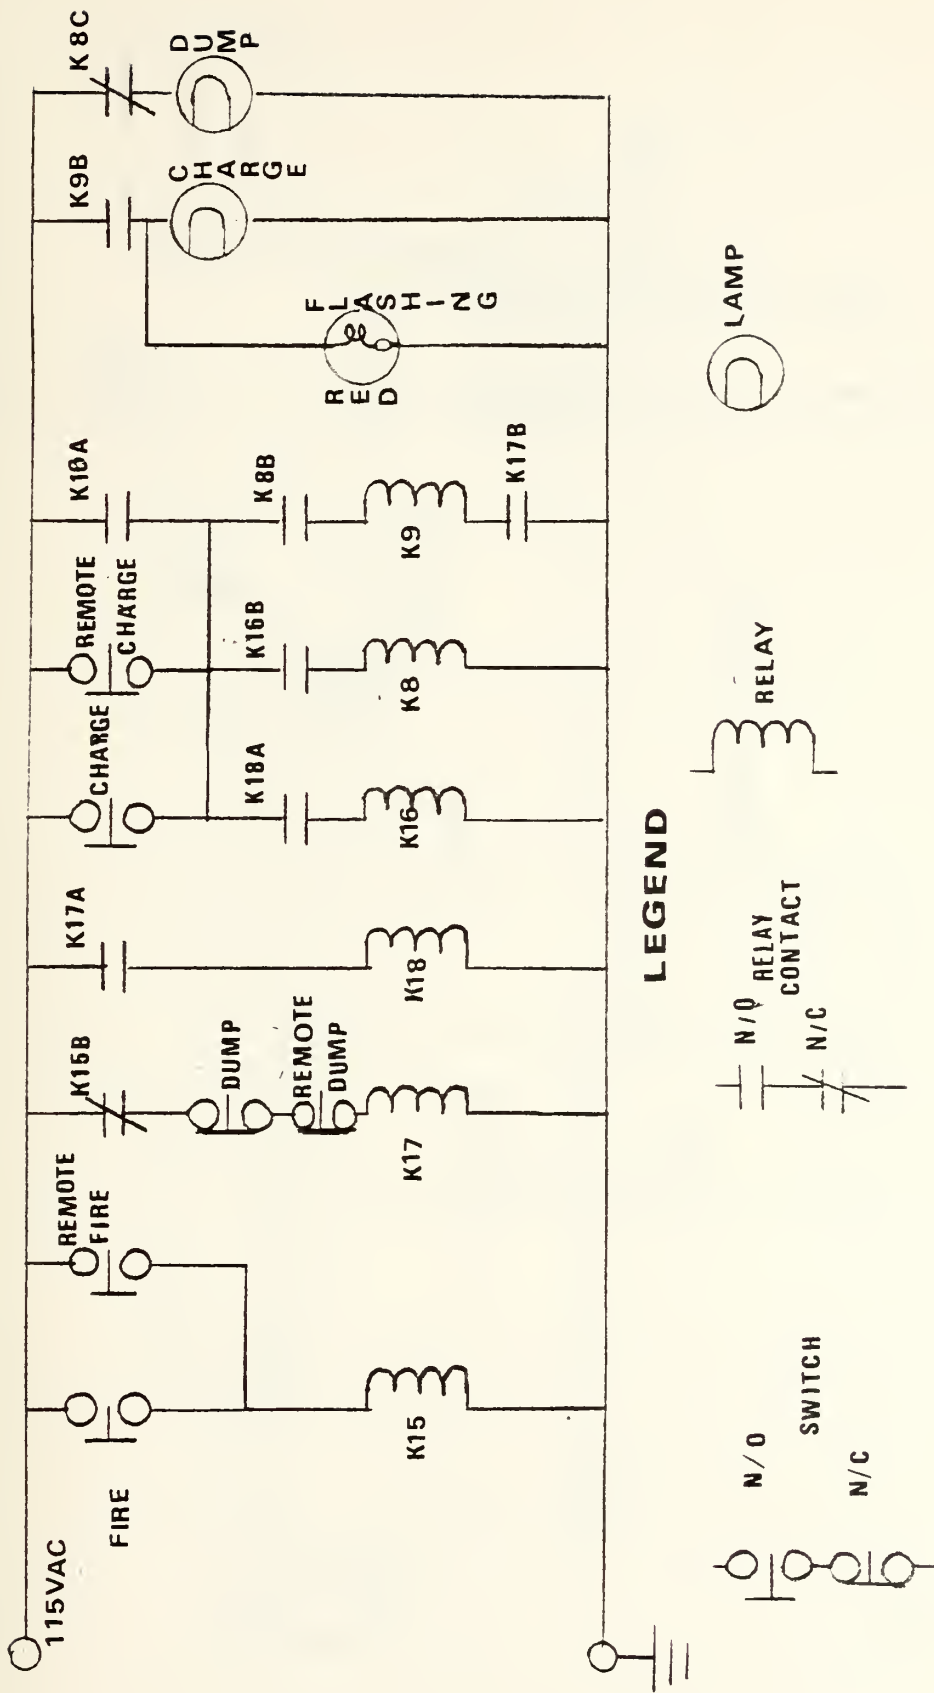 115VAC
FIRE
REMOTE
FIRE
K15
K15B
DUMP
REMOTE
DUMP
K17
K17A
K18
CHARGE
K18A
K16
REMOTE
CHARGE
K16B
K8
K10A
K8B
K9
K17B
RED
FLASHING
K9B
CHARGE
K8C
DUMP
LEGEND
N/O
SWITCH
N/C
N/O
RELAY
CONTACT
N/C
RELAY
LAMP